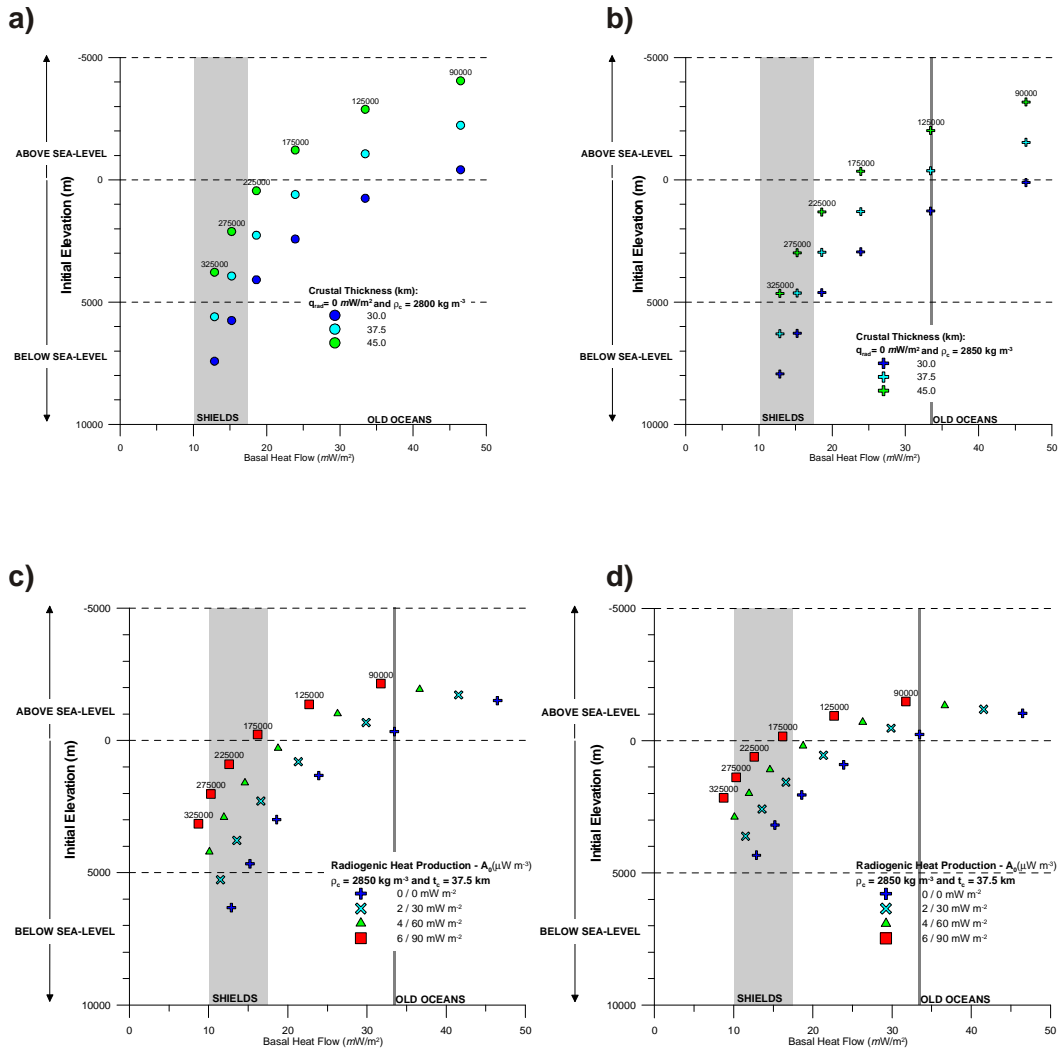 a)
-5000
0
5000
10000
ABOVE SEA-LEVEL
BELOW SEA-LEVEL
Initial Elevation (m)
90000
125000
175000
225000
275000
325000
Crustal Thickness (km):
qrad= 0 mW/m² and ρc = 2800 kg m⁻³
30.0
37.5
45.0
SHIELDS
OLD OCEANS
0 10 20 30 40 50
Basal Heat Flow (mW/m²)
b)
-5000
0
5000
10000
ABOVE SEA-LEVEL
BELOW SEA-LEVEL
Initial Elevation (m)
90000
125000
175000
225000
275000
325000
Crustal Thickness (km):
qrad= 0 mW/m² and ρc = 2850 kg m⁻³
30.0
37.5
45.0
SHIELDS
OLD OCEANS
0 10 20 30 40 50
Basal Heat Flow (mW/m²)
c)
-5000
0
5000
10000
ABOVE SEA-LEVEL
BELOW SEA-LEVEL
Initial Elevation (m)
90000
125000
175000
225000
275000
325000
Radiogenic Heat Production - A₀(μW m⁻³)
ρc = 2850 kg m⁻³ and tc = 37.5 km
0 / 0 mW m⁻²
2 / 30 mW m⁻²
4 / 60 mW m⁻²
6 / 90 mW m⁻²
SHIELDS
OLD OCEANS
0 10 20 30 40 50
Basal Heat Flow (mW/m²)
d)
-5000
0
5000
10000
ABOVE SEA-LEVEL
BELOW SEA-LEVEL
Initial Elevation (m)
90000
125000
175000
225000
275000
325000
Radiogenic Heat Production - A₀(μW m⁻³)
ρc = 2850 kg m⁻³ and tc = 37.5 km
0 / 0 mW m⁻²
2 / 30 mW m⁻²
4 / 60 mW m⁻²
6 / 90 mW m⁻²
SHIELDS
OLD OCEANS
0 10 20 30 40 50
Basal Heat Flow (mW/m²)